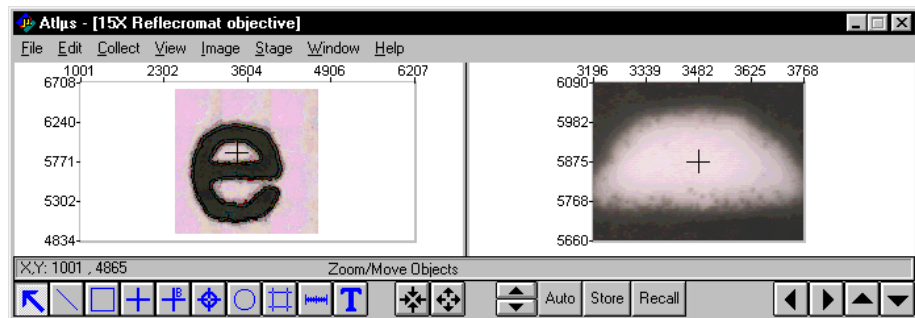 Atlµs - [15X Reflecromat objective]
File Edit Collect View Image Stage Window Help
1001 2302 3604 4906 6207
6708
6240
5771
5302
4834
e
3196 3339 3482 3625 3768
6090
5982
5875
5768
5660
X,Y: 1001 , 4865 Zoom/Move Objects
B T Auto Store Recall